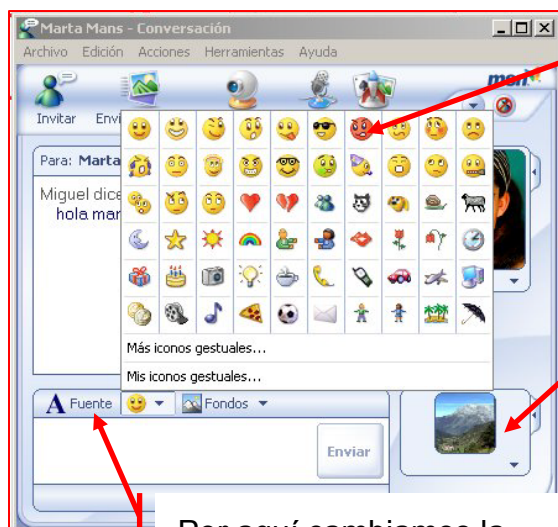 Marta Mans - Conversación
Archivo Edición Acciones Herramientas Ayuda
msn
Invitar
Para: Marta
Miguel dice
hola mar
Más iconos gestuales...
Mis iconos gestuales...
A Fuente Fondos
Enviar
Por aquí cambiamos la